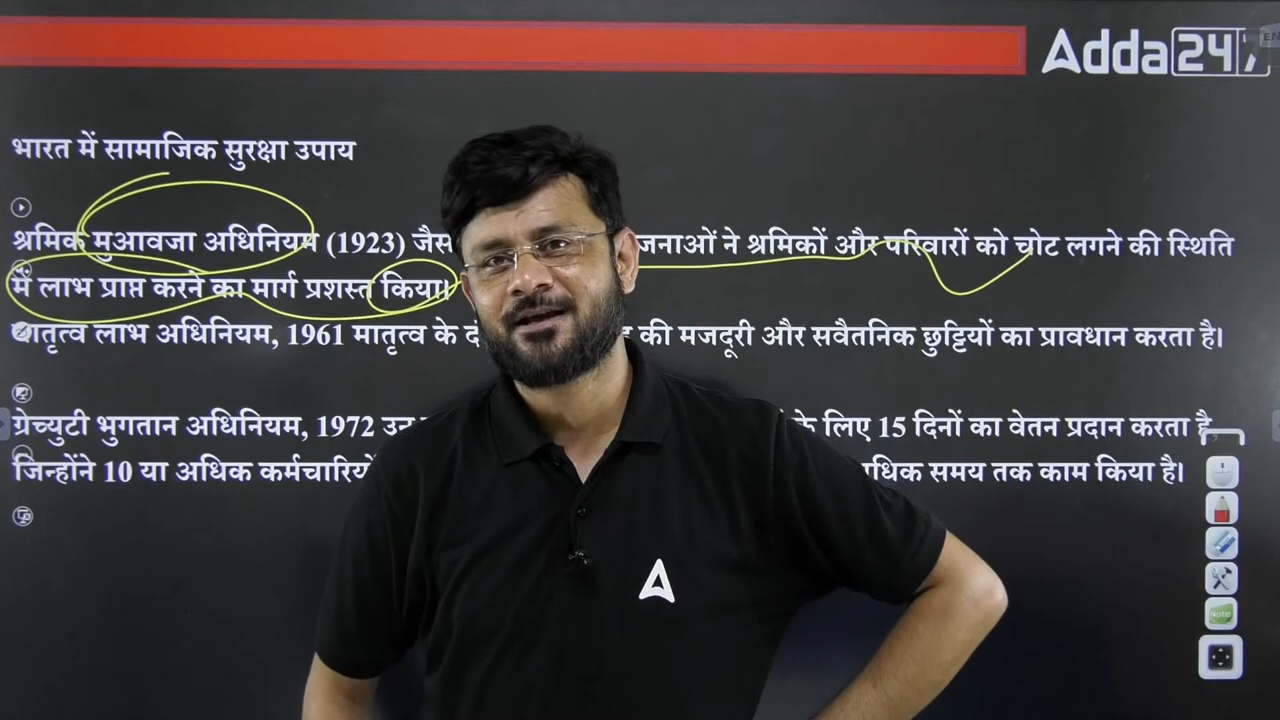 Adda247
भारत में सामाजिक सुरक्षा उपाय
श्रमिक मुआवजा अधिनियम (1923) जैस जनाओं ने श्रमिकों और परिवारों को चोट लगने की स्थिति
में लाभ प्राप्त करने का मार्ग प्रशस्त किया।
मातृत्व लाभ अधिनियम, 1961 मातृत्व के की मजदूरी और सवैतनिक छुट्टियों का प्रावधान करता है।
ग्रेच्युटी भुगतान अधिनियम, 1972 उन के लिए 15 दिनों का वेतन प्रदान करता है,
जिन्होंने 10 या अधिक कर्मचारियों धिक समय तक काम किया है।
Note